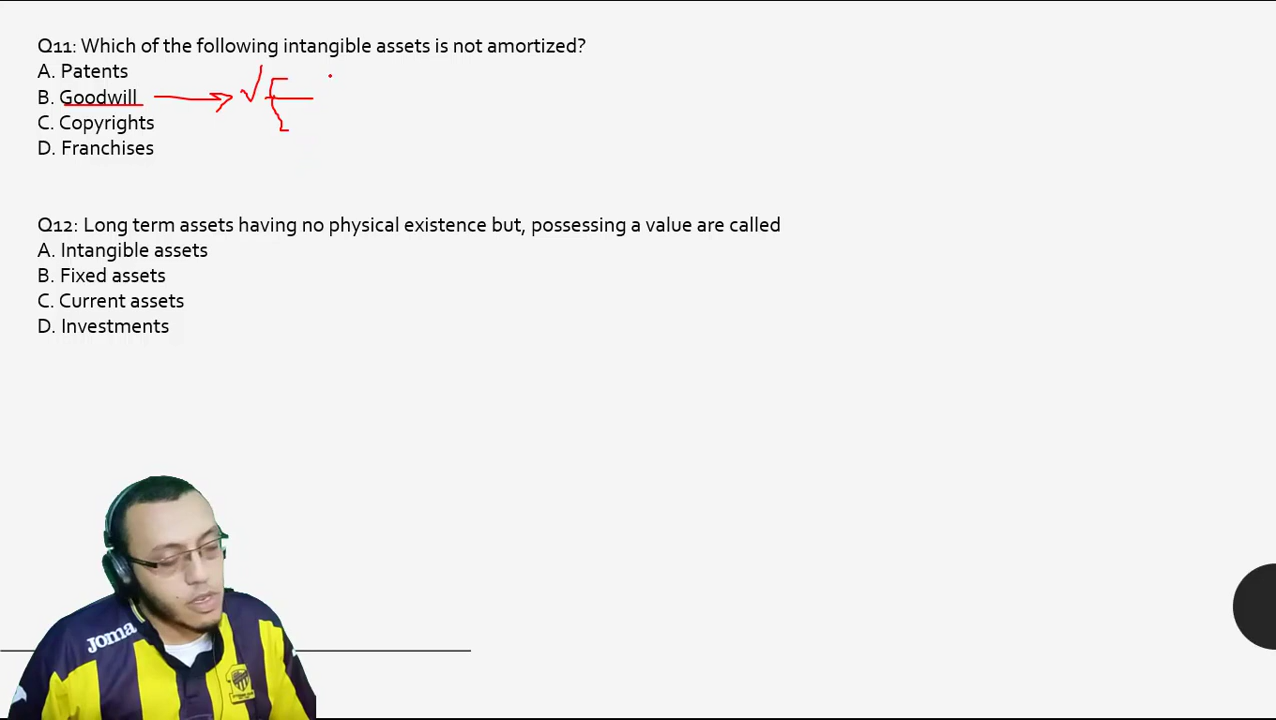 Q11: Which of the following intangible assets is not amortized?
A. Patents
B. Goodwill
C. Copyrights
D. Franchises
Q12: Long term assets having no physical existence but, possessing a value are called
A. Intangible assets
B. Fixed assets
C. Current assets
D. Investments
JOMA